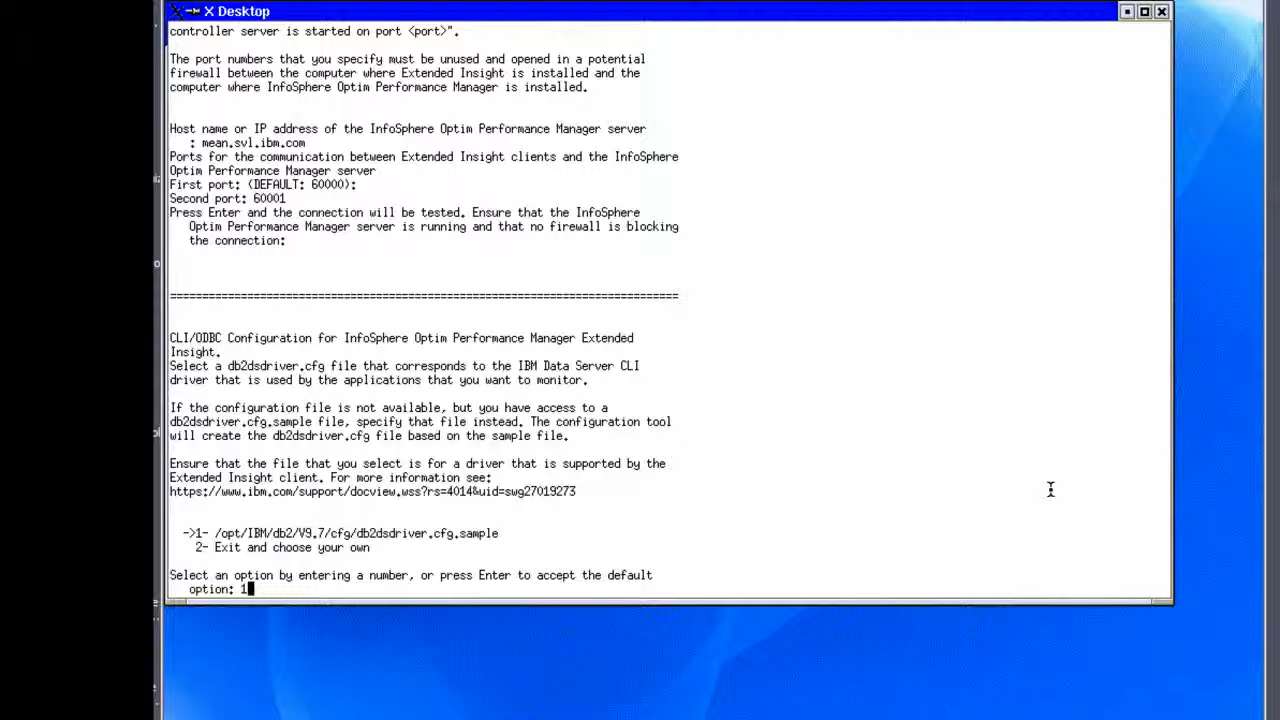 X Desktop
controller server is started on port <port>".
The port numbers that you specify must be unused and opened in a potential
firewall between the computer where Extended Insight is installed and the
computer where InfoSphere Optim Performance Manager is installed.
Host name or IP address of the InfoSphere Optim Performance Manager server
: mean.svl.ibm.com
Ports for the communication between Extended Insight clients and the InfoSphere
Optim Performance Manager server
First port: (DEFAULT: 60000):
Second port: 60001
Press Enter and the connection will be tested. Ensure that the InfoSphere
Optim Performance Manager server is running and that no firewall is blocking
the connection:
===============================================================================
CLI/ODBC Configuration for InfoSphere Optim Performance Manager Extended
Insight.
Select a db2dsdriver.cfg file that corresponds to the IBM Data Server CLI
driver that is used by the applications that you want to monitor.
If the configuration file is not available, but you have access to a
db2dsdriver.cfg.sample file, specify that file instead. The configuration tool
will create the db2dsdriver.cfg file based on the sample file.
Ensure that the file that you select is for a driver that is supported by the
Extended Insight client. For more information see:
https://www.ibm.com/support/docview.wss?rs=4014&uid=swg27019273
->1- /opt/IBM/db2/V9.7/cfg/db2dsdriver.cfg.sample
2- Exit and choose your own
Select an option by entering a number, or press Enter to accept the default
option: 1